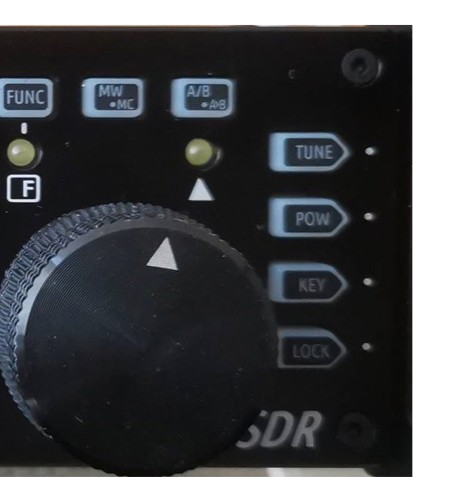 FUNC
MW
•MC
A/B
•A›B
F
TUNE
POW
KEY
LOCK
SDR